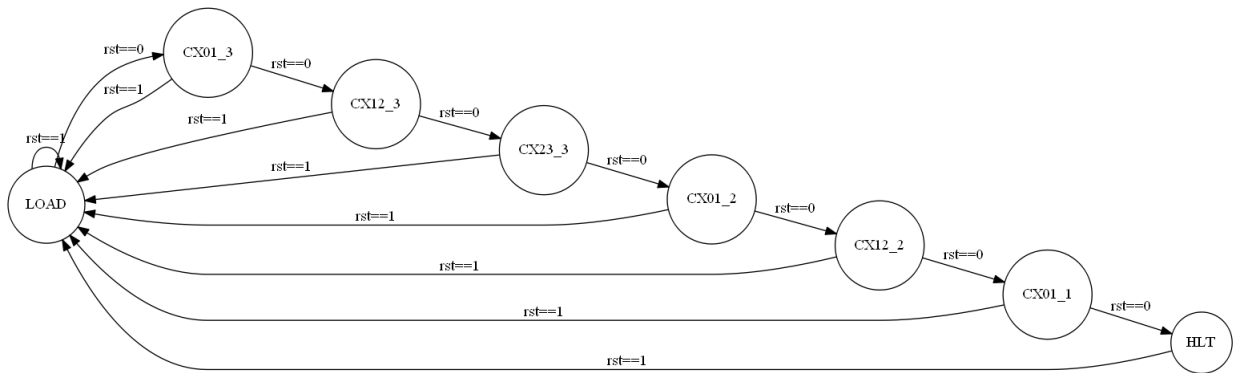 CX01_3
rst==0
rst==0
rst==1
CX12_3
rst==0
rst==1
rst==1
CX23_3
rst==0
rst==1
LOAD
CX01_2
rst==0
rst==1
CX12_2
rst==0
rst==1
CX01_1
rst==0
rst==1
HLT
rst==1